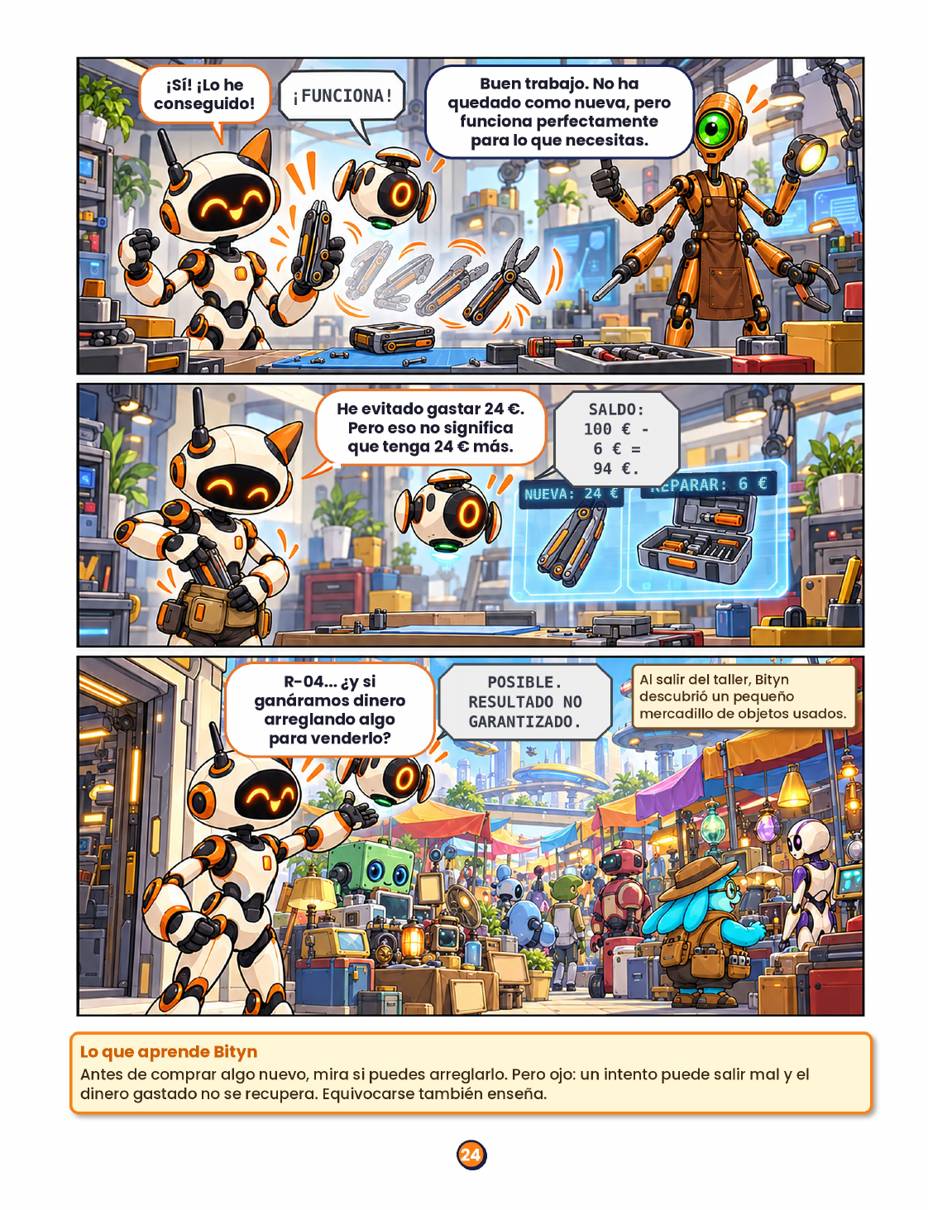 ¡Sí! ¡Lo he
conseguido!
¡FUNCIONA!
Buen trabajo. No ha
quedado como nueva, pero
funciona perfectamente
para lo que necesitas.
He evitado gastar 24 €.
Pero eso no significa
que tenga 24 € más.
SALDO:
100 € -
6 € =
94 €.
NUEVA: 24 €
REPARAR: 6 €
R-04... ¿y si
ganáramos dinero
arreglando algo
para venderlo?
POSIBLE.
RESULTADO NO
GARANTIZADO.
Al salir del taller, Bityn
descubrió un pequeño
mercadillo de objetos usados.
Lo que aprende Bityn
Antes de comprar algo nuevo, mira si puedes arreglarlo. Pero ojo: un intento puede salir mal y el
dinero gastado no se recupera. Equivocarse también enseña.
24